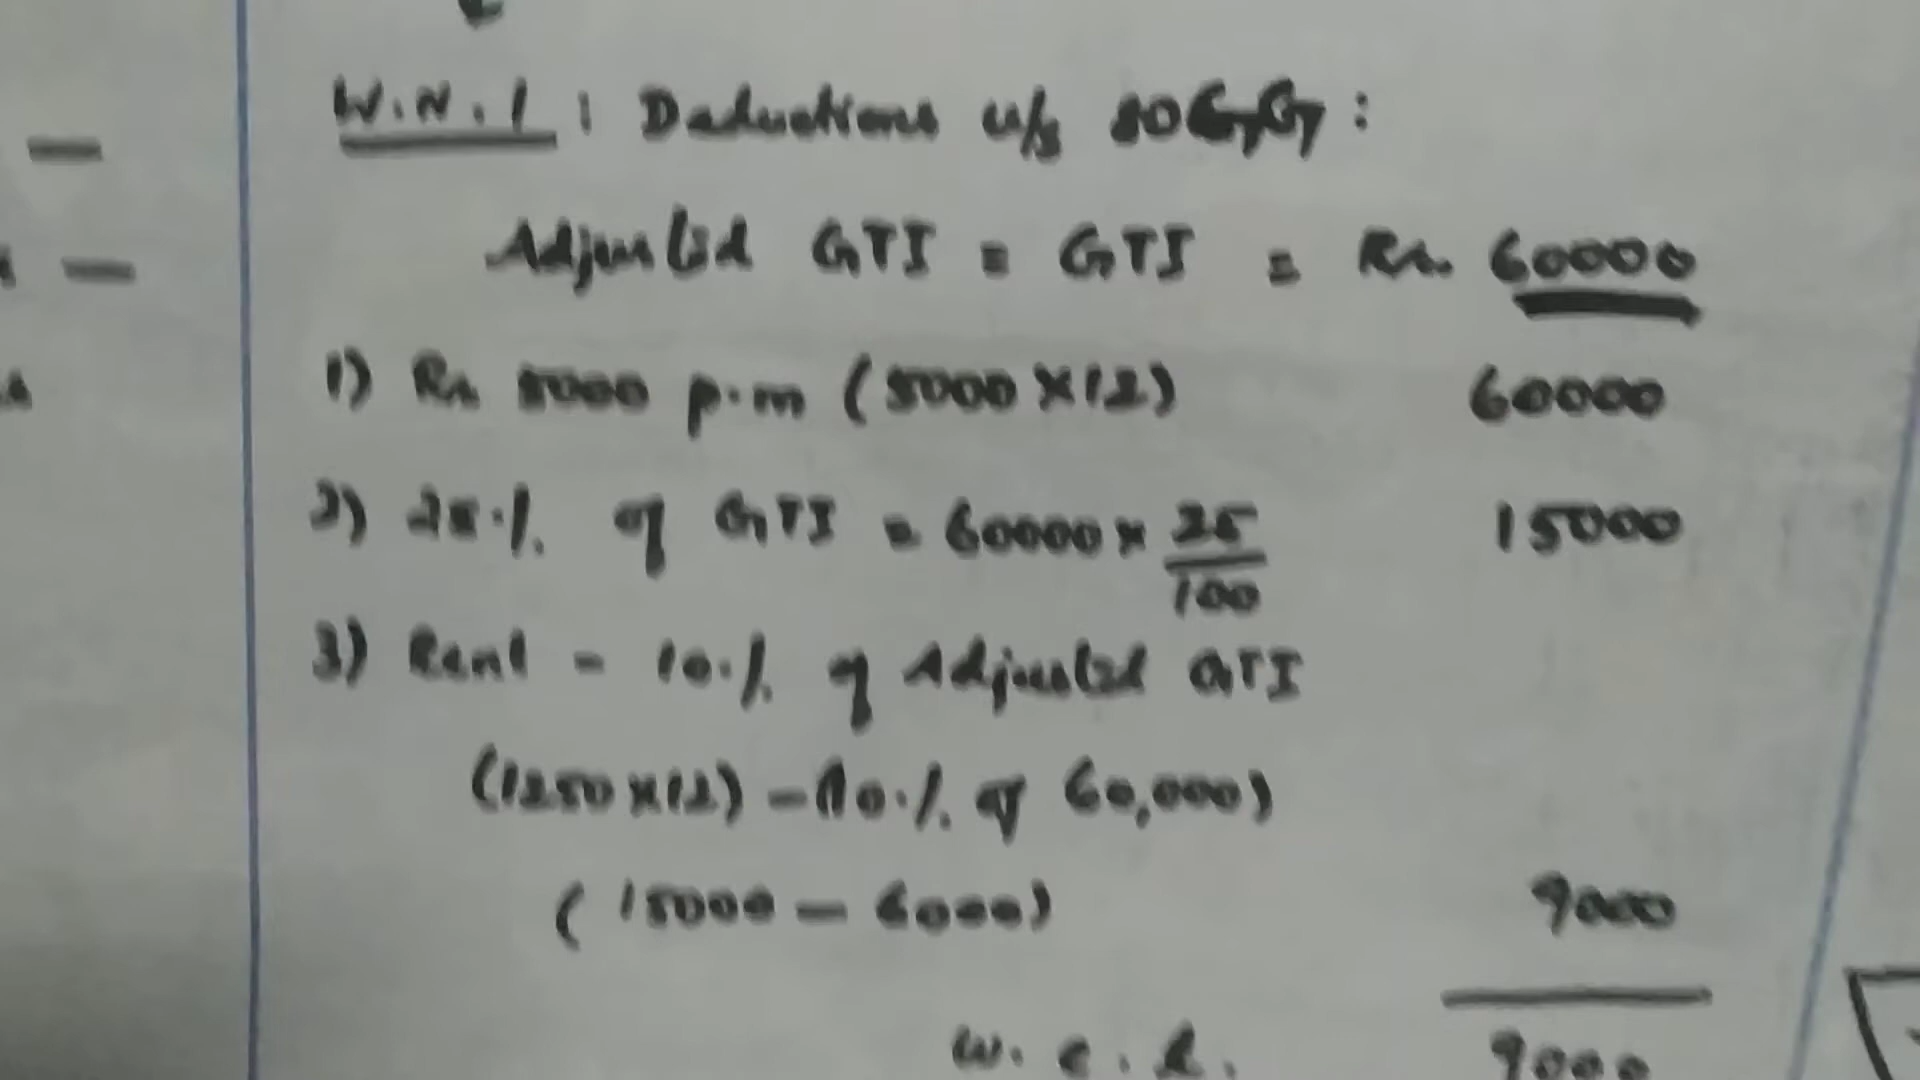 W.N.1 : Deductions u/s 80GG :
Adjusted GTI = GTI = Rs. 60000
1) Rs 5000 p.m (5000 × 12) 60000
2) 25% of GTI = 60000 × 25/100 15000
3) Rent - 10% of Adjusted GTI
(1250 × 12) - 10% of 60,000)
(15000 - 6000) 9000
w.e.l. 9000